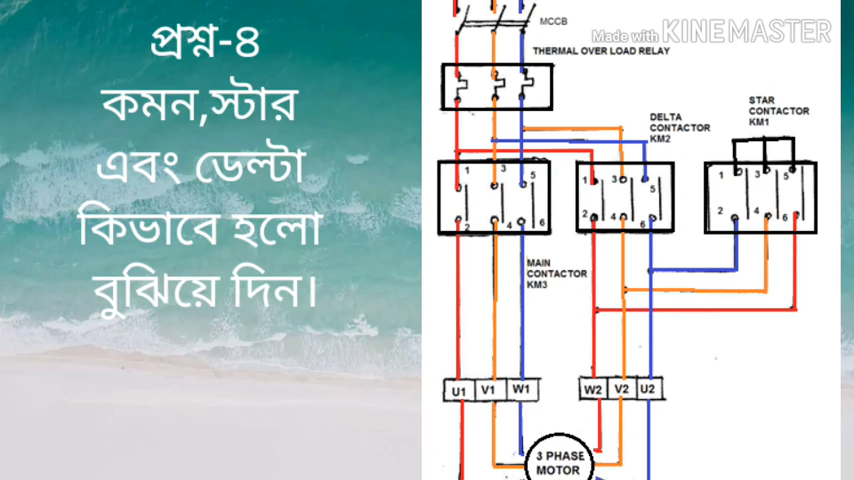 প্রশ্ন-৪
কমন,স্টার
এবং ডেল্টা
কিভাবে হলো
বুঝিয়ে দিন।
MCCB
Made with KINEMASTER
THERMAL OVER LOAD RELAY
DELTA
CONTACTOR
KM2
STAR
CONTACTOR
KM1
1 3 5
2 4 6
1 3 5
2 4 6
1 3 5
2 4 6
MAIN
CONTACTOR
KM3
U1 V1 W1
W2 V2 U2
3 PHASE
MOTOR